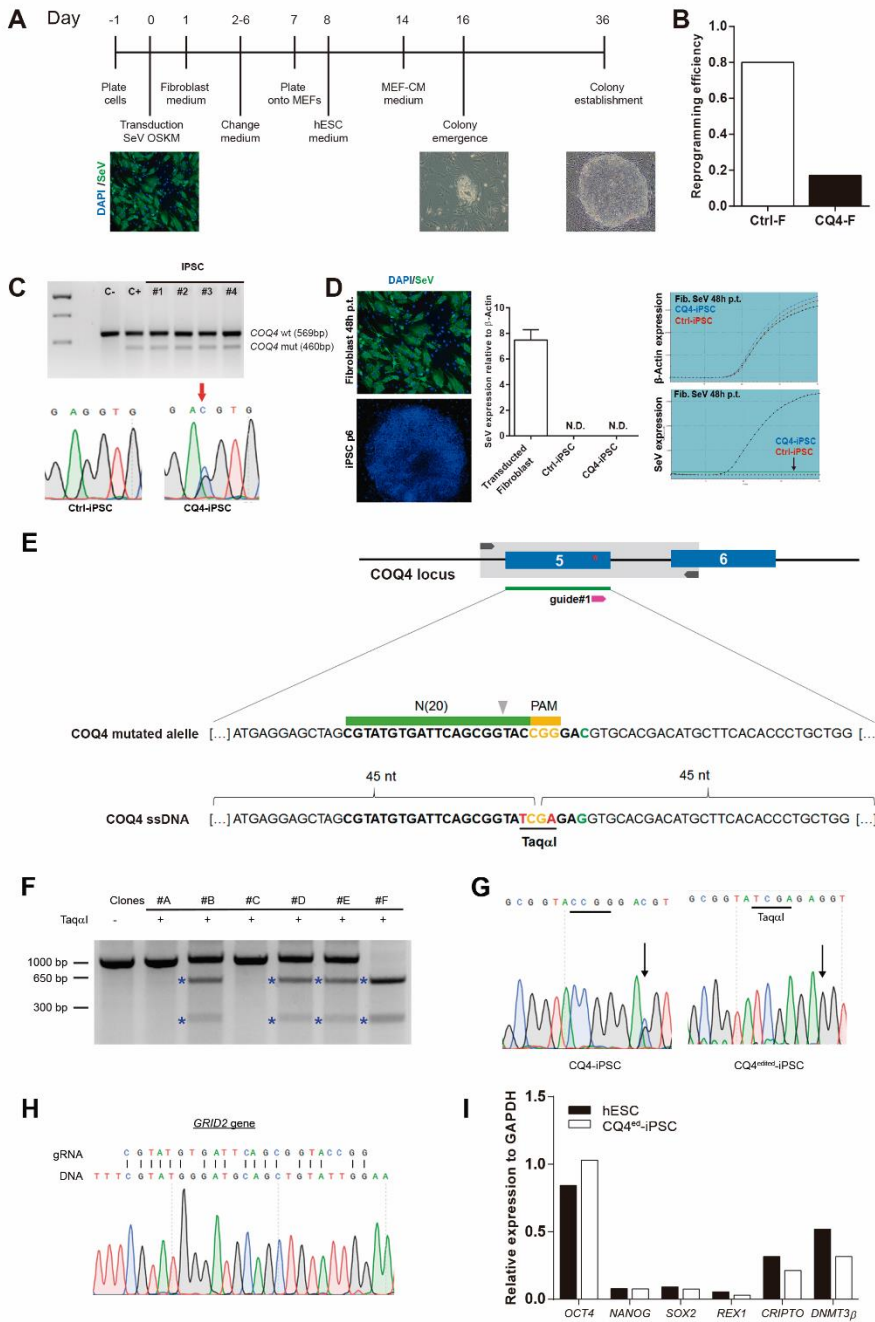 A
Day
-1 0 1 2-6 7 8 14 16 36
Plate
cells
Fibroblast
medium
Plate
onto MEFs
MEF-CM
medium
Colony
establishment
Transduction
SeV OSKM
Change
medium
hESC
medium
Colony
emergence
DAPI /SeV
B
Reprogramming efficiency
0.8
0.6
0.4
0.2
0.0
Ctrl-F CQ4-F
C
IPSC
C- C+ #1 #2 #3 #4
COQ4 wt (569bp)
COQ4 mut (460bp)
G A G G T G
G A C G T G
Ctrl-iPSC CQ4-iPSC
D
DAPI/SeV
Fibroblast 48h p.t.
iPSC p6
SeV expression relative to β-Actin
10
9
8
7
6
5
4
3
2
1
0
N.D. N.D.
Transducted
Fibroblast
Ctrl-iPSC
CQ4-iPSC
β-Actin expression
Fib. SeV 48h p.t.
CQ4-iPSC
Ctrl-iPSC
SeV expression
Fib. SeV 48h p.t.
CQ4-iPSC
Ctrl-iPSC
E
COQ4 locus
5 6
guide#1
N(20) PAM
COQ4 mutated alelle
[...]ATGAGGAGCTAGCGTATGTGATTCAGCGGTACCGGGACGTGCACGACATGCTTCACACCCTGCTGG [...]
45 nt 45 nt
COQ4 ssDNA
[...]ATGAGGAGCTAGCGTATGTGATTCAGCGGTATCGAGAGGTGCACGACATGCTTCACACCCTGCTGG [...]
TaqαI
F
Clones #A #B #C #D #E #F
TaqαI - + + + + + +
1000 bp
650 bp
300 bp
* * * *
* * * *
G
G C G G T A C C G G G A C G T
G C G G T A T C G A G A G G T
TaqαI
CQ4-iPSC CQ4edited-iPSC
H
GRID2 gene
gRNA C G T A T G T G A T T C A G C G G T A C C G G
DNA T T T C G T A T G G G A T G C A G C T G T A T T G G A A
I
Relative expression to GAPDH
1.5
1.0
0.5
0.0
hESC
CQ4ed-iPSC
OCT4 NANOG SOX2 REX1 CRIPTO DNMT3β